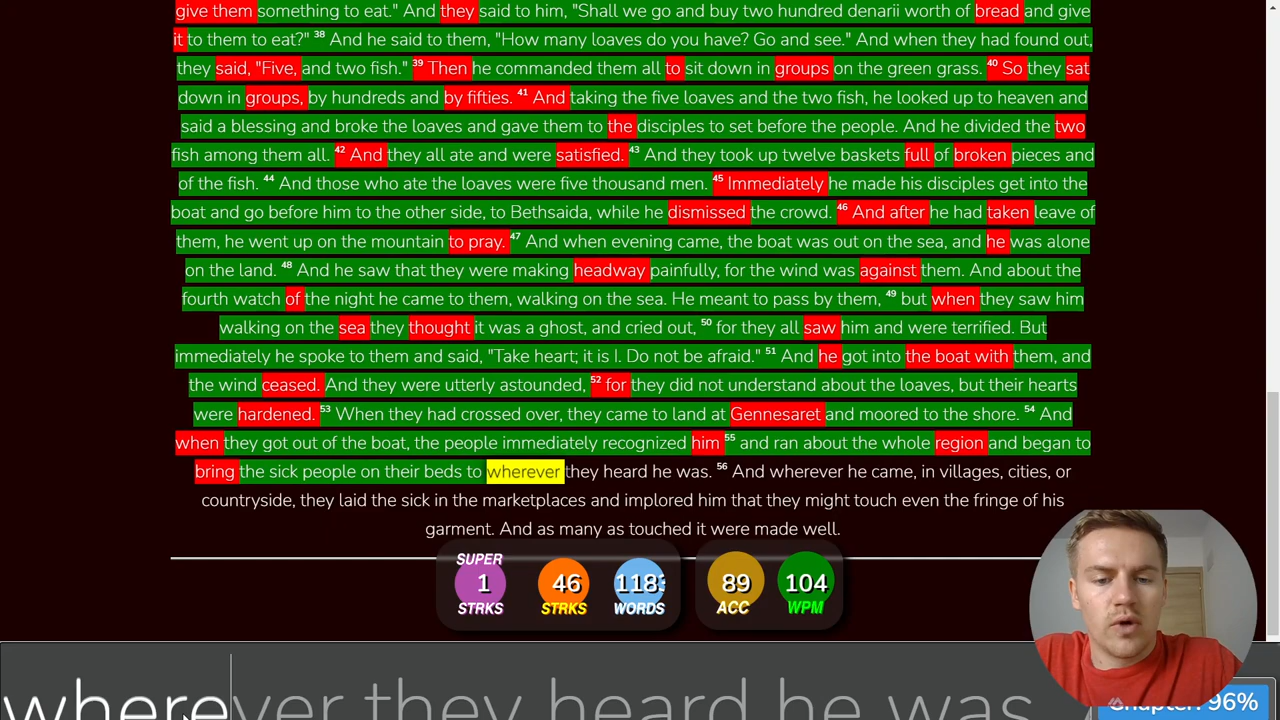 give them something to eat." And they said to him, "Shall we go and buy two hundred denarii worth of bread and give
it to them to eat?" 38 And he said to them, "How many loaves do you have? Go and see." And when they had found out,
they said, "Five, and two fish." 39 Then he commanded them all to sit down in groups on the green grass. 40 So they sat
down in groups, by hundreds and by fifties. 41 And taking the five loaves and the two fish, he looked up to heaven and
said a blessing and broke the loaves and gave them to the disciples to set before the people. And he divided the two
fish among them all. 42 And they all ate and were satisfied. 43 And they took up twelve baskets full of broken pieces and
of the fish. 44 And those who ate the loaves were five thousand men. 45 Immediately he made his disciples get into the
boat and go before him to the other side, to Bethsaida, while he dismissed the crowd. 46 And after he had taken leave of
them, he went up on the mountain to pray. 47 And when evening came, the boat was out on the sea, and he was alone
on the land. 48 And he saw that they were making headway painfully, for the wind was against them. And about the
fourth watch of the night he came to them, walking on the sea. He meant to pass by them, 49 but when they saw him
walking on the sea they thought it was a ghost, and cried out, 50 for they all saw him and were terrified. But
immediately he spoke to them and said, "Take heart; it is I. Do not be afraid." 51 And he got into the boat with them, and
the wind ceased. And they were utterly astounded, 52 for they did not understand about the loaves, but their hearts
were hardened. 53 When they had crossed over, they came to land at Gennesaret and moored to the shore. 54 And
when they got out of the boat, the people immediately recognized him 55 and ran about the whole region and began to
bring the sick people on their beds to wherever they heard he was. 56 And wherever he came, in villages, cities, or
countryside, they laid the sick in the marketplaces and implored him that they might touch even the fringe of his
garment. And as many as touched it were made well.
SUPER
1 46 89 104
STRKS STRKS WORDS ACC WPM
wherever they heard he was
Chapter: 96%